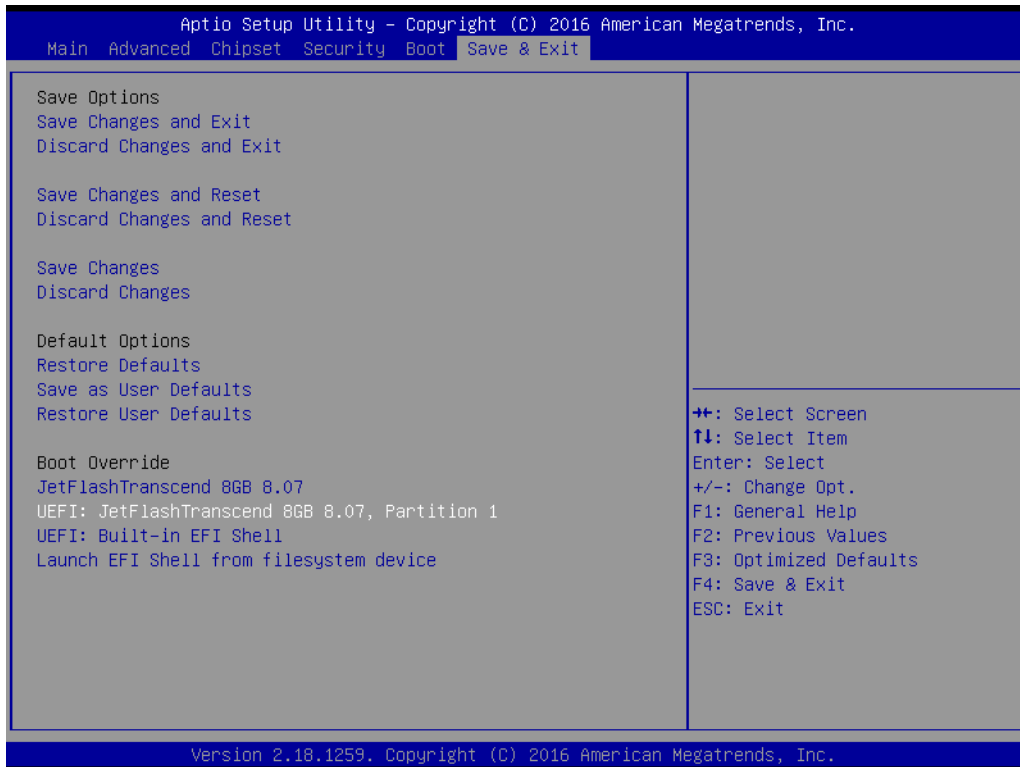 Aptio Setup Utility – Copyright (C) 2016 American Megatrends, Inc.
Main Advanced Chipset Security Boot Save & Exit
Save Options
Save Changes and Exit
Discard Changes and Exit
Save Changes and Reset
Discard Changes and Reset
Save Changes
Discard Changes
Default Options
Restore Defaults
Save as User Defaults
Restore User Defaults
Boot Override
JetFlashTranscend 8GB 8.07
UEFI: JetFlashTranscend 8GB 8.07, Partition 1
UEFI: Built-in EFI Shell
Launch EFI Shell from filesystem device
→←: Select Screen
↑↓: Select Item
Enter: Select
+/-: Change Opt.
F1: General Help
F2: Previous Values
F3: Optimized Defaults
F4: Save & Exit
ESC: Exit
Version 2.18.1259. Copyright (C) 2016 American Megatrends, Inc.